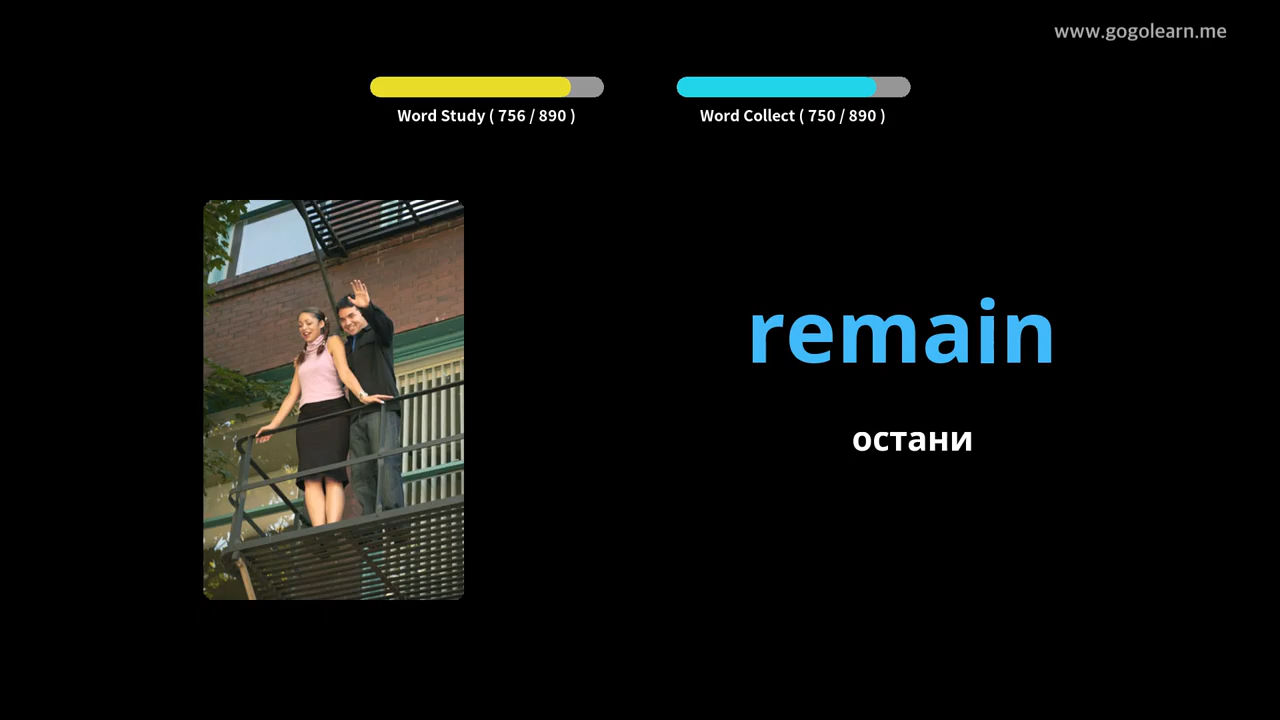 www.gogolearn.me
Word Study ( 756 / 890 )
Word Collect ( 750 / 890 )
remain
остани